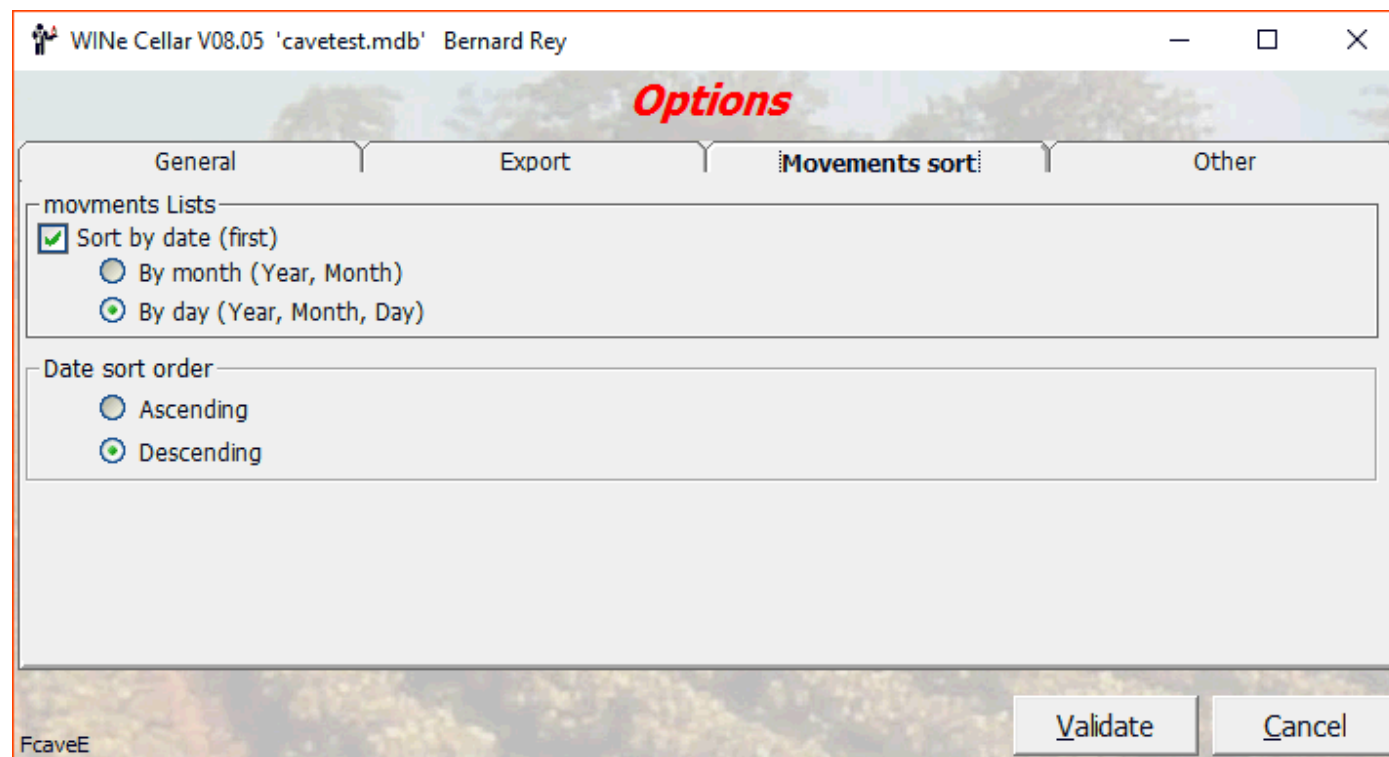 WINe Cellar V08.05 'cavetest.mdb' Bernard Rey
Options
General Export Movements sort Other
movments Lists
Sort by date (first)
By month (Year, Month)
By day (Year, Month, Day)
Date sort order
Ascending
Descending
Validate Cancel
FcaveE